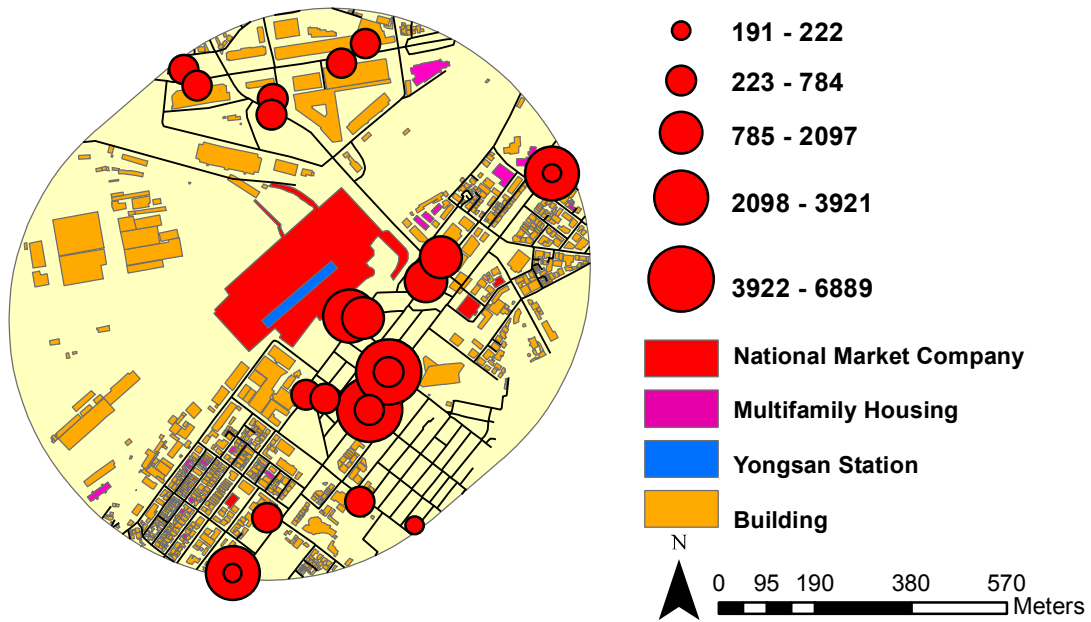 191 - 222
223 - 784
785 - 2097
2098 - 3921
3922 - 6889
National Market Company
Multifamily Housing
Yongsan Station
Building
N
0 95 190 380 570
Meters